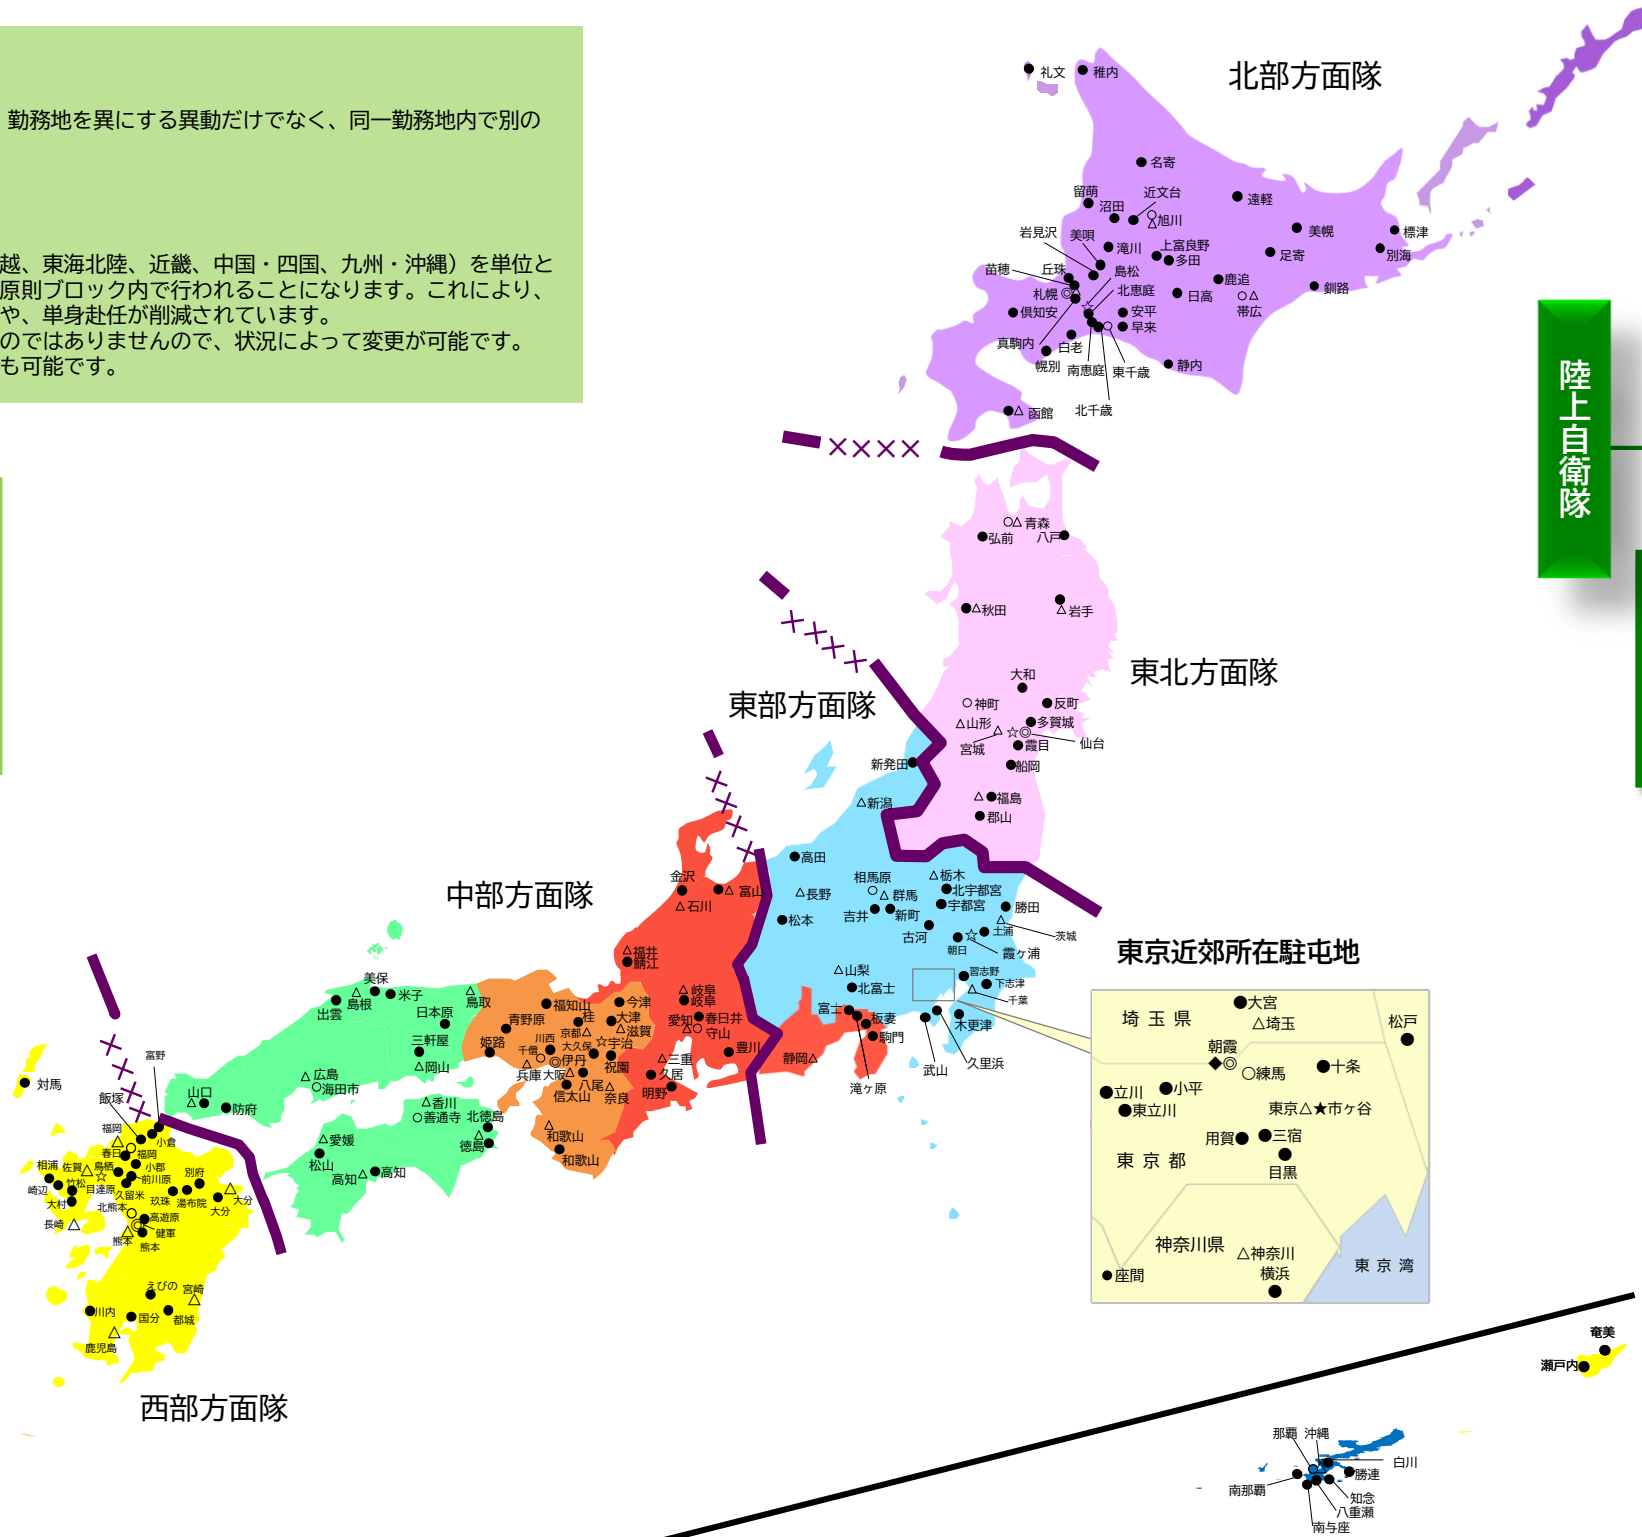 勤務地を異にする異動だけでなく、同一勤務地内で別の
越、東海北陸、近畿、中国・四国、九州・沖縄）を単位と
原則ブロック内で行われることになります。これにより、
や、単身赴任が削減されています。
のではありませんので、状況によって変更が可能です。
も可能です。
北部方面隊
●礼文
●稚内
●名寄
留萌
●
近文台
●
沼田
●
○
△旭川
●遠軽
●美幌
●標津
●別海
●足寄
岩見沢
美唄
●滝川
上富良野
●多田
苗穂
丘珠
島松
●鹿追
●釧路
札幌◎△
北恵庭
●日高
○△
帯広
●倶知安
☆
●安平
●早来
真駒内
白老
幌別
南恵庭
東千歳
●静内
北千歳
●△函館
陸上自衛隊
○△青森
●弘前
八戸●
●△秋田
●
△岩手
東北方面隊
大和
●
○神町
●反町
△山形
●多賀城
△☆◎
宮城
仙台
●霞目
●船岡
△●福島
●郡山
東部方面隊
新発田●
△新潟
●高田
△長野
相馬原
○
△群馬
△栃木
●北宇都宮
●宇都宮
●勝田
●松本
吉井●
●新町
古河
●
●☆●土浦
朝日
△
茨城
霞ヶ浦
△山梨
●北富士
習志野
●下志津
△
千葉
富士●
●板妻
●駒門
木更津
武山
久里浜
静岡△
滝ヶ原
中部方面隊
金沢
●
●△富山
△石川
△福井
●鯖江
△岐阜
●岐阜
愛知
●春日井
△○
守山
●豊川
△三重
●久居
明野●
美保
●
△島根
●米子
●
出雲
△
鳥取
日本原
●
●福知山
●今津
青野原
●
桂
●
●大津
△滋賀
京都△
川西
●
大久保
☆宇治
三軒屋
●
姫路
●
千僧
○◎伊丹
●
●
祝園
△岡山
△
兵庫
大阪△
●
八尾
●
信太山
△
奈良
△広島
○海田市
山口
△●
●防府
△香川
○善通寺
北徳島
●
△
徳島●
△
和歌山
●
和歌山
△愛媛
●
松山
高知△●高知
●対馬
富野
飯塚
福岡
△
小倉
春日
福岡
相浦
佐賀△
鳥栖
☆
小郡
前川原
別府
崎辺
竹松
目達原
久留米
玖珠
湯布院
△大分
大村
大分
北熊本
長崎△
高遊原
◎
健軍
熊本
熊本
えびの
宮崎
△
●川内
●国分
●都城
△
鹿児島
西部方面隊
東京近郊所在駐屯地
●大宮
埼玉県
△埼玉
松戸
●
朝霞
◆◎
○練馬
●十条
●立川
●小平
●東立川
東京△★市ヶ谷
用賀●
●三宿
東京都
●
目黒
神奈川県
△神奈川
東京湾
●座間
横浜
●
奄美
●
瀬戸内●
那覇
沖縄
白川
●勝連
南那覇
知念
八重瀬
南与座